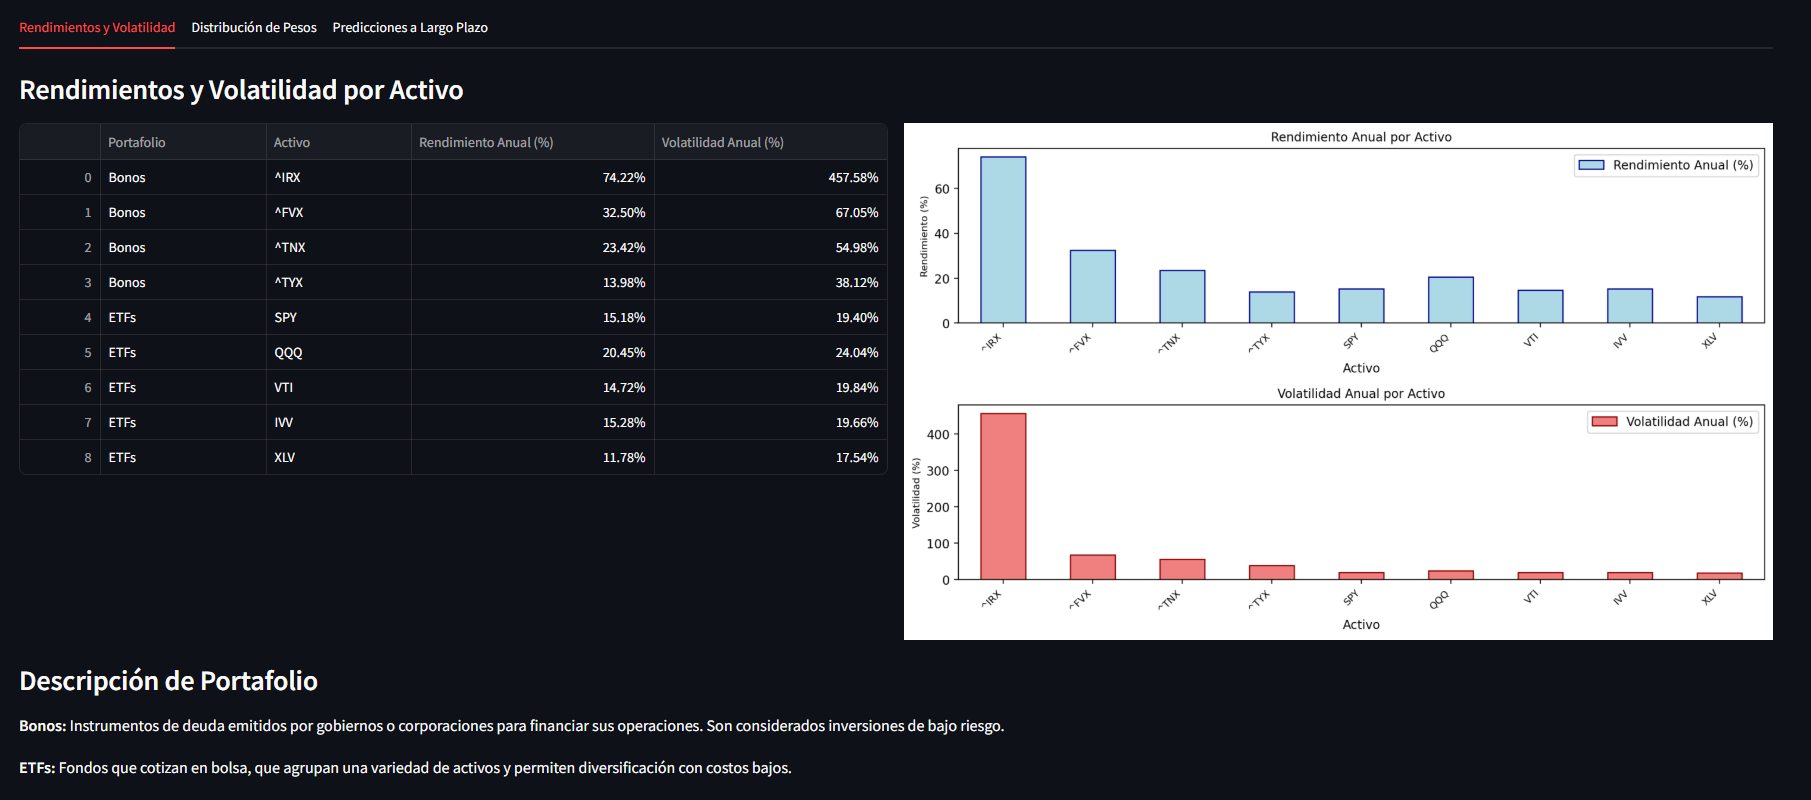 Rendimientos y Volatilidad Distribución de Pesos Predicciones a Largo Plazo
Rendimientos y Volatilidad por Activo
Portafolio Activo Rendimiento Anual (%) Volatilidad Anual (%)
0 Bonos ^IRX 74.22% 457.58%
1 Bonos ^FVX 32.50% 67.05%
2 Bonos ^TNX 23.42% 54.98%
3 Bonos ^TYX 13.98% 38.12%
4 ETFs SPY 15.18% 19.40%
5 ETFs QQQ 20.45% 24.04%
6 ETFs VTI 14.72% 19.84%
7 ETFs IVV 15.28% 19.66%
8 ETFs XLV 11.78% 17.54%
Rendimiento Anual por Activo
Rendimiento Anual (%)
Rendimiento (%)
60
40
20
0
^IRX ^FVX ^TNX ^TYX SPY QQQ VTI IVV XLV
Activo
Volatilidad Anual por Activo
Volatilidad Anual (%)
Volatilidad (%)
400
300
200
100
0
^IRX ^FVX ^TNX ^TYX SPY QQQ VTI IVV XLV
Activo
Descripción de Portafolio
Bonos: Instrumentos de deuda emitidos por gobiernos o corporaciones para financiar sus operaciones. Son considerados inversiones de bajo riesgo.
ETFs: Fondos que cotizan en bolsa, que agrupan una variedad de activos y permiten diversificación con costos bajos.